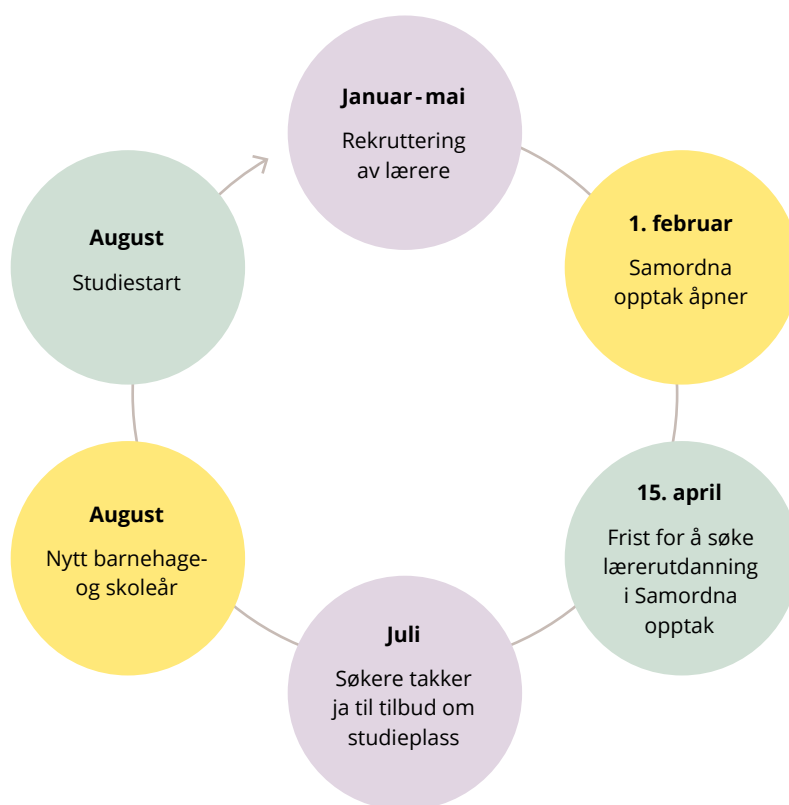 Januar - mai
Rekruttering
av lærere
1. februar
Samordna
opptak åpner
15. april
Frist for å søke
lærerutdanning
i Samordna
opptak
Juli
Søkere takker
ja til tilbud om
studieplass
August
Nytt barnehage-
og skoleår
August
Studiestart